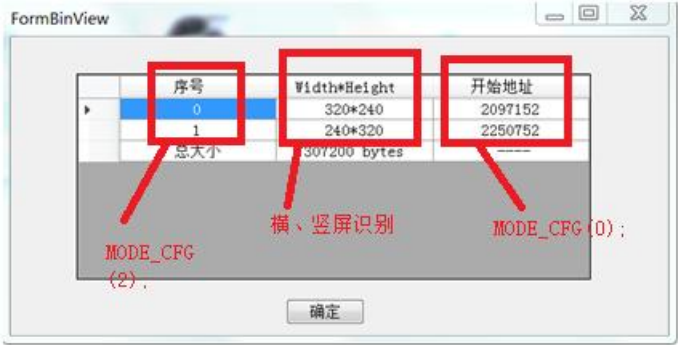 FormBinView
序号 Width*Height 开始地址
0 320*240 2097152
1 240*320 2250752
总大小 307200 bytes ----
横、竖屏识别
MODE_CFG(0);
MODE_CFG
(2);
确定